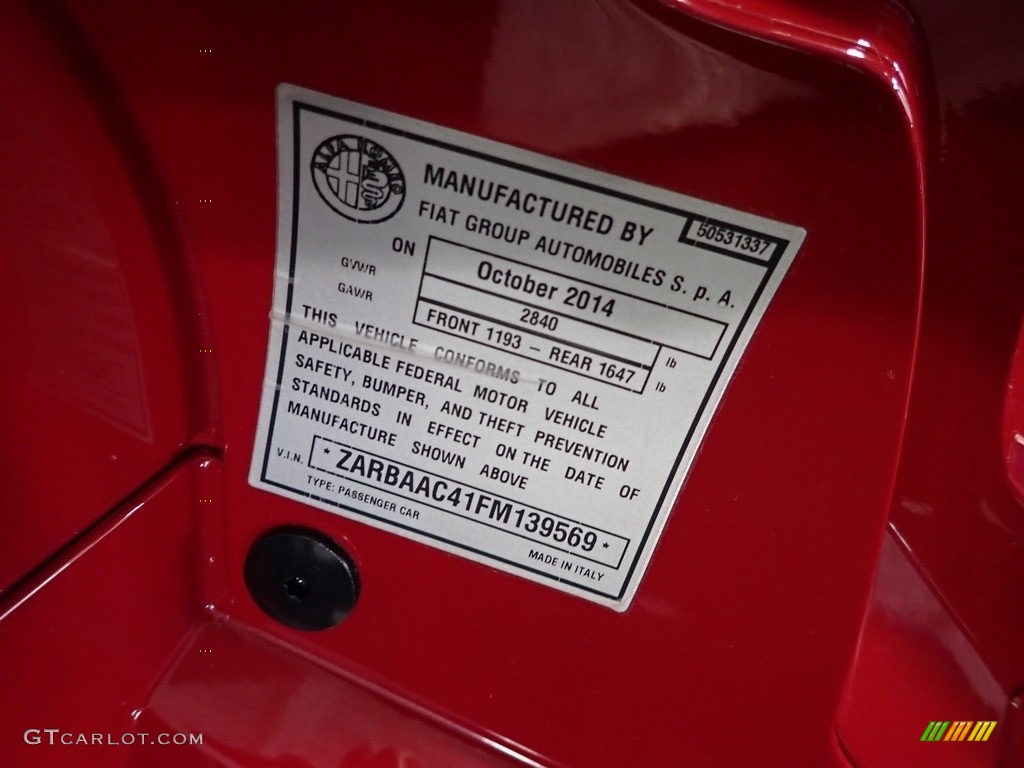 ALFA ROMEO
MANUFACTURED BY
50531337
FIAT GROUP AUTOMOBILES S. p A.
ON October 2014
GVWR 2840 lb
GAWR FRONT 1193 – REAR 1647 lb
THIS VEHICLE CONFORMS TO ALL
APPLICABLE FEDERAL MOTOR VEHICLE
SAFETY, BUMPER, AND THEFT PREVENTION
STANDARDS IN EFFECT ON THE DATE OF
MANUFACTURE SHOWN ABOVE
V.I.N. * ZARBAAC41FM139569 *
TYPE: PASSENGER CAR
MADE IN ITALY
GTCARLOT.COM